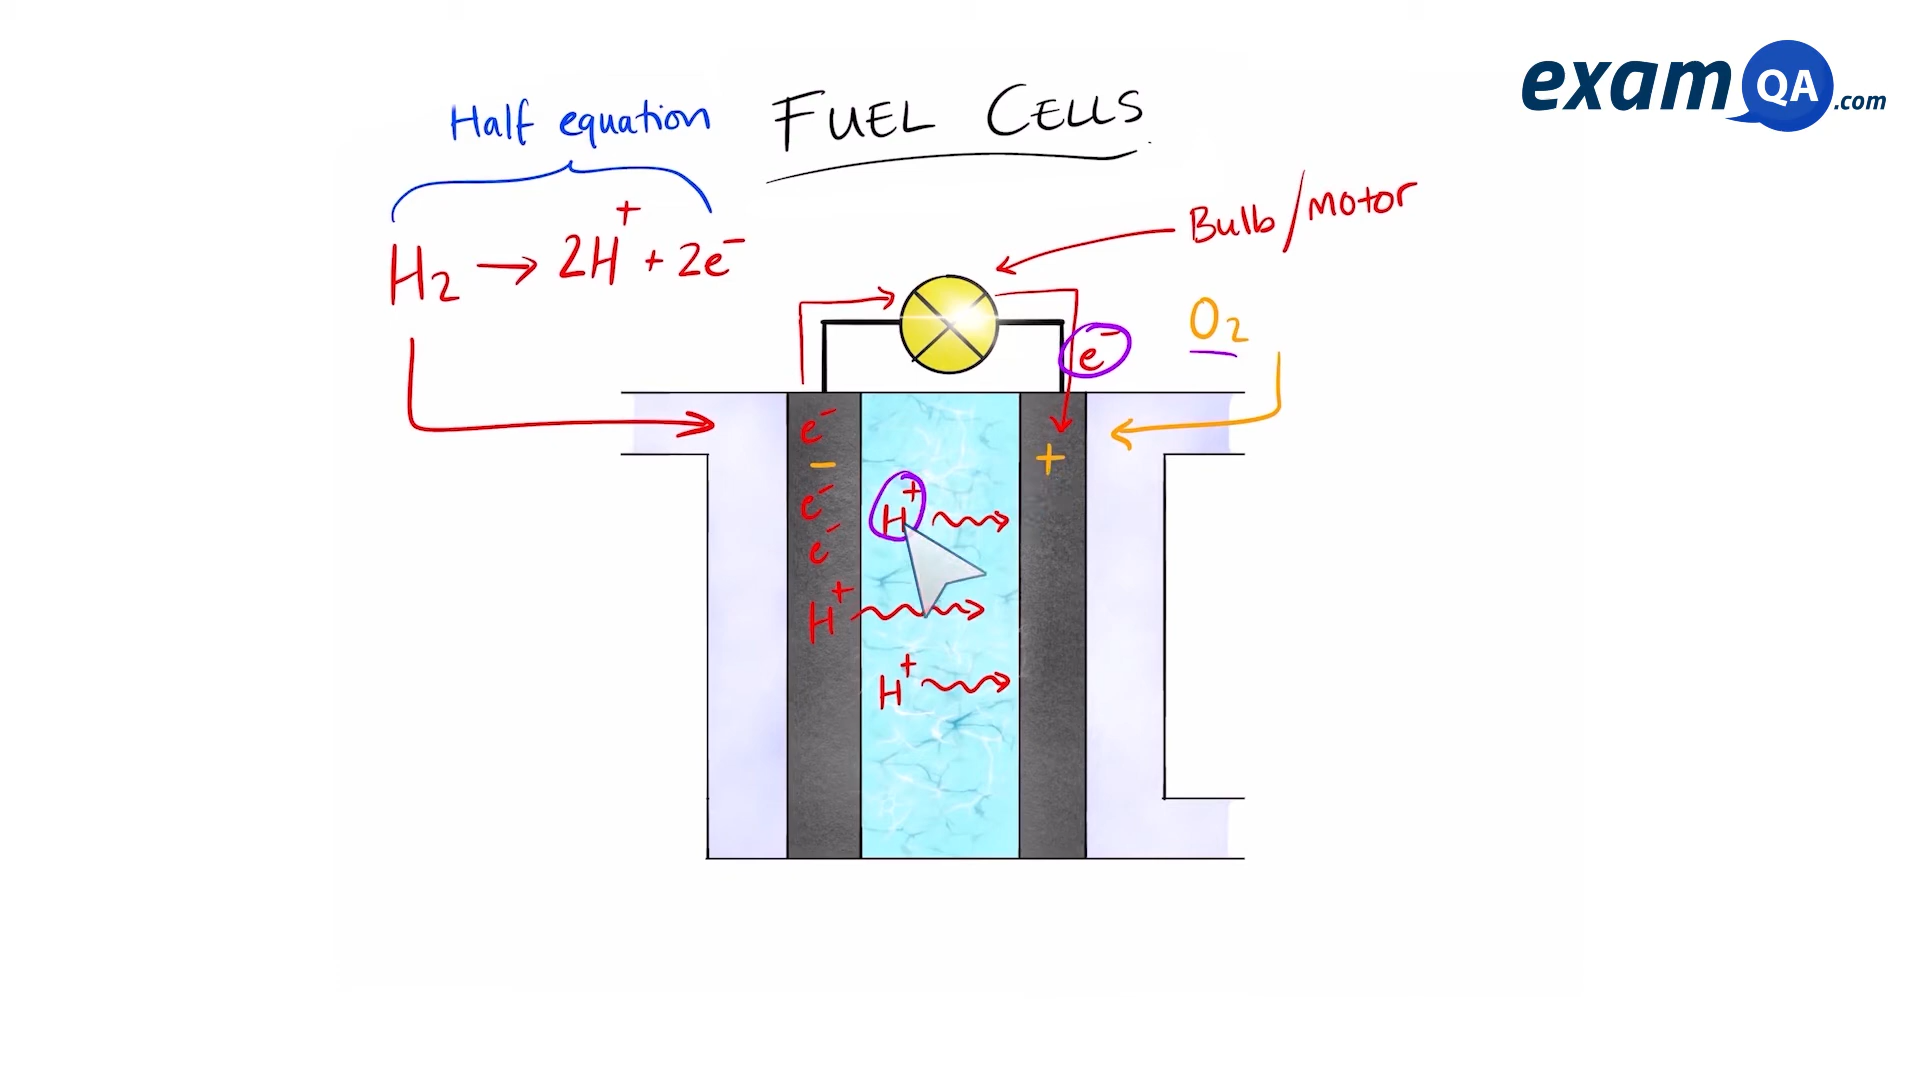 examQA.com
Half equation
FUEL CELLS
H₂ → 2H⁺ + 2e⁻
Bulb/motor
O₂
e⁻
e⁻
−
+
e⁻
H⁺
e⁻
H⁺
H⁺